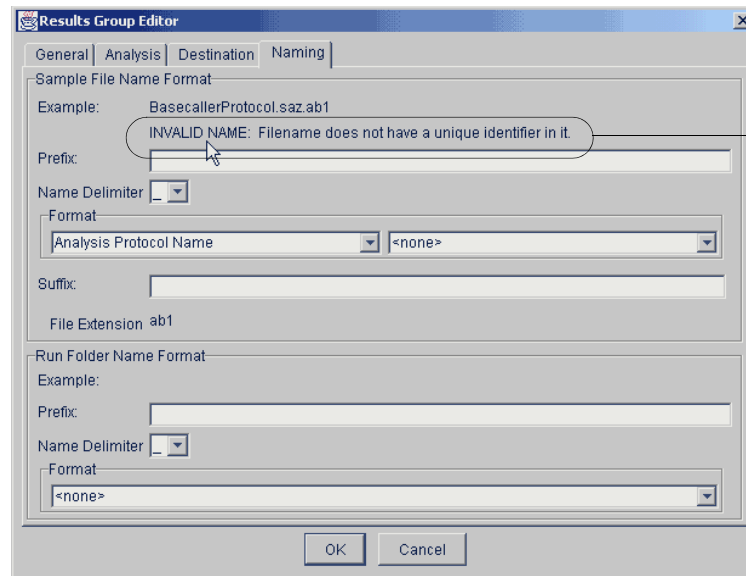 Results Group Editor
General Analysis Destination Naming
Sample File Name Format
Example: BasecallerProtocol.saz.ab1
INVALID NAME: Filename does not have a unique identifier in it.
Prefix:
Name Delimiter _
Format
Analysis Protocol Name <none>
Suffix:
File Extension ab1
Run Folder Name Format
Example:
Prefix:
Name Delimiter _
Format
<none>
OK Cancel